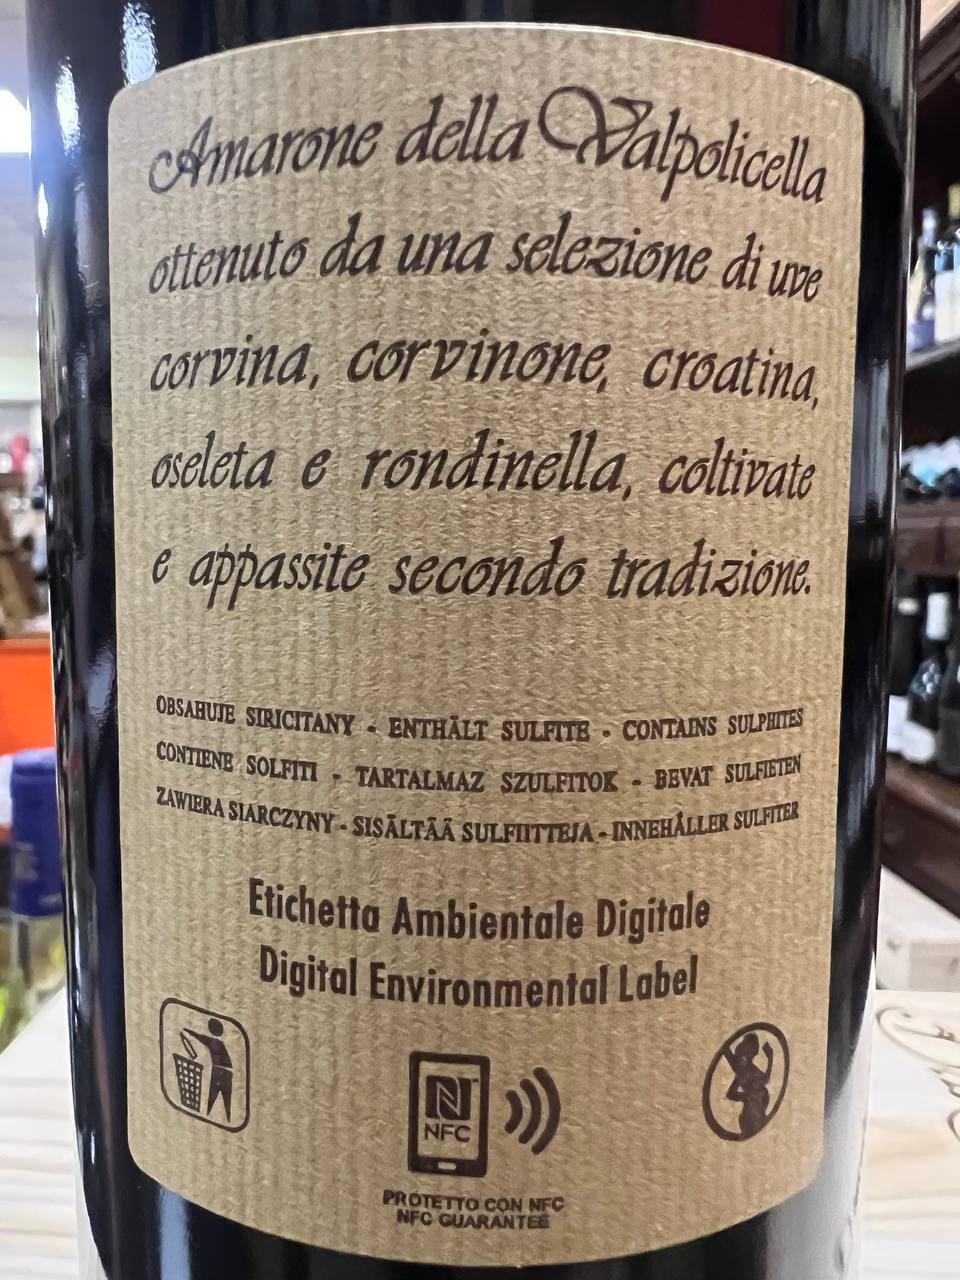 Amarone della Valpolicella
ottenuto da una selezione di uve
corvina, corvinone, croatina,
oseleta e rondinella, coltivate
e appassite secondo tradizione.
OBSAHUJE SIRICITANY - ENTHÄLT SULFITE - CONTAINS SULPHITES
CONTIENE SOLFITI - TARTALMAZ SZULFITOK - BEVAT SULFIETEN
ZAWIERA SIARCZYNY - SISÄLTÄÄ SULFIITTEJA - INNEHÅLLER SULFITER
Etichetta Ambientale Digitale
Digital Environmental Label
N
NFC
PROTETTO CON NFC
NFC GUARANTEE